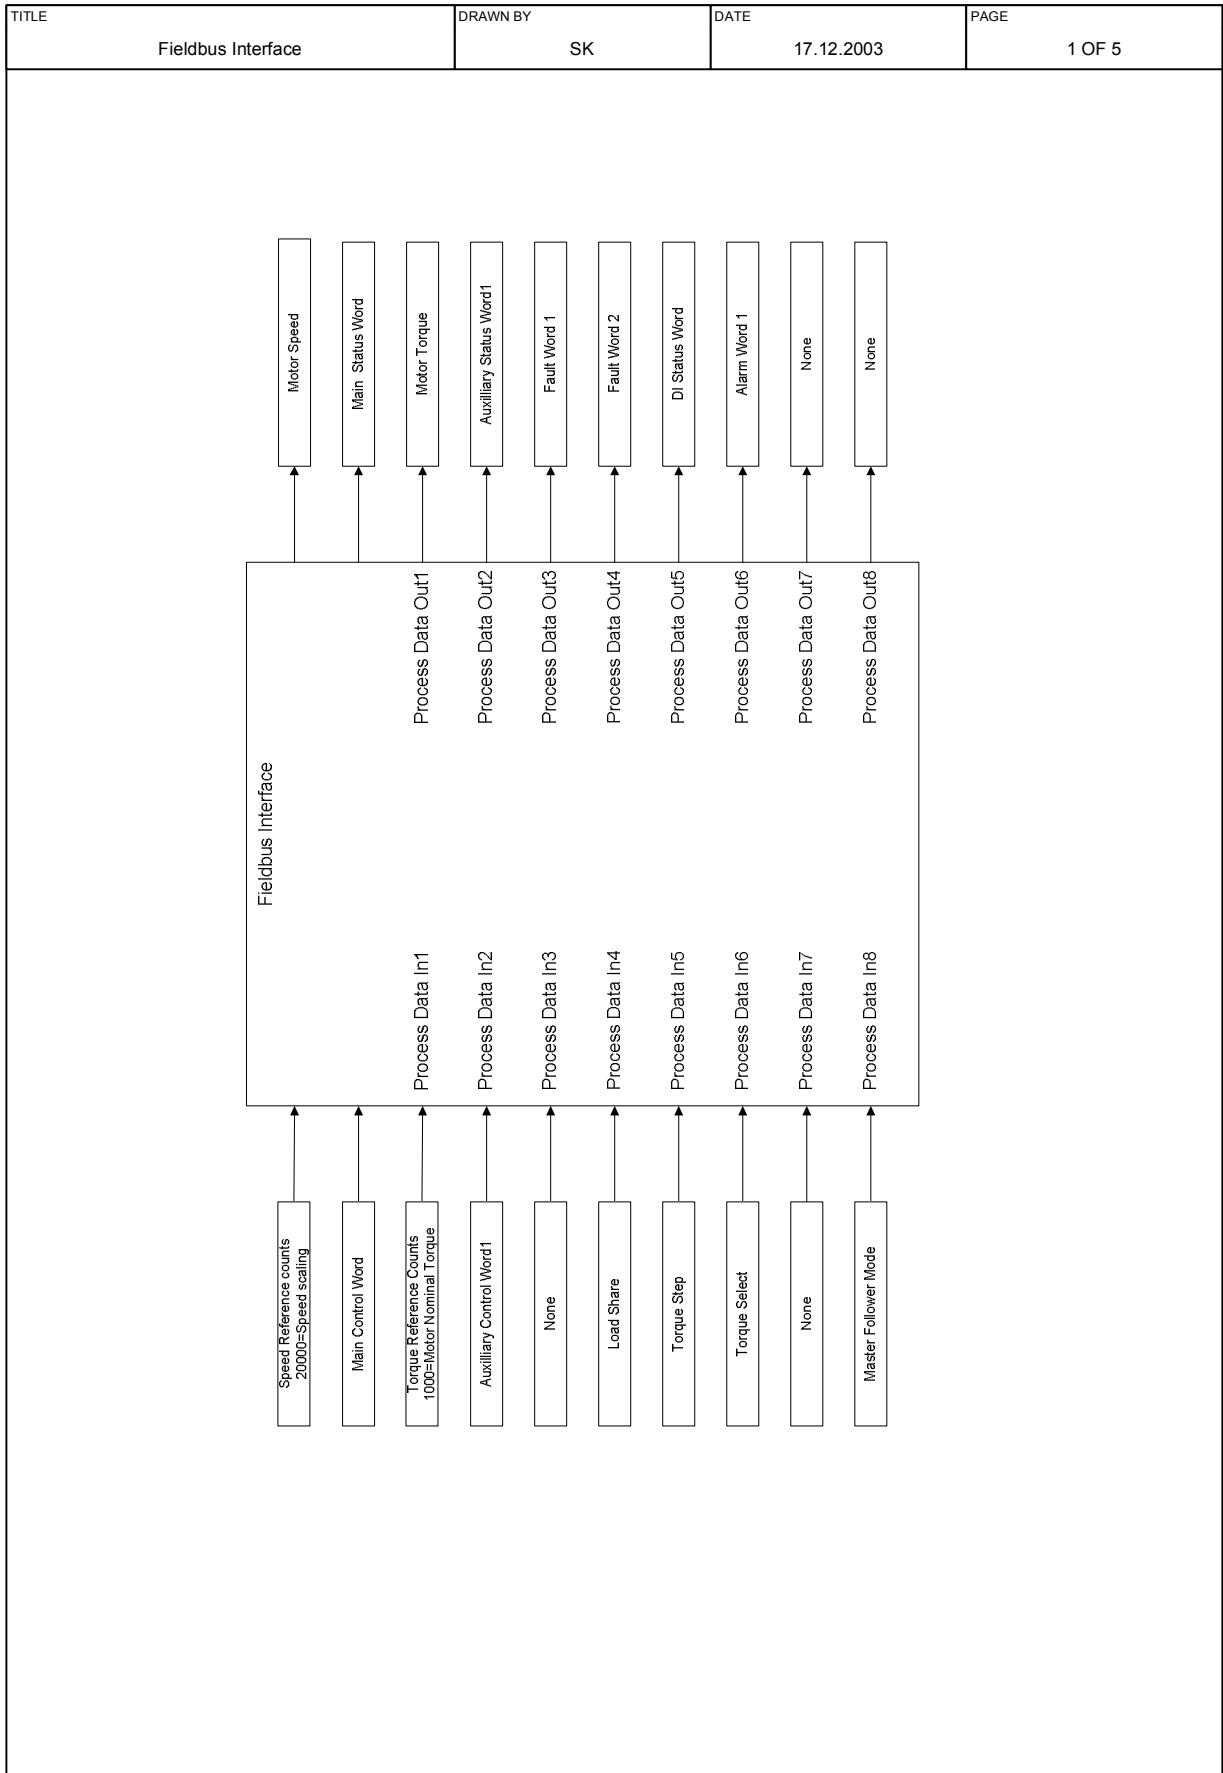 TITLE
Fieldbus Interface
DRAWN BY
SK
DATE
17.12.2003
PAGE
1 OF 5
Motor Speed
Main Status Word
Motor Torque
Auxilliary Status Word1
Fault Word 1
Fault Word 2
DI Status Word
Alarm Word 1
None
None
Fieldbus Interface
Process Data Out1
Process Data Out2
Process Data Out3
Process Data Out4
Process Data Out5
Process Data Out6
Process Data Out7
Process Data Out8
Process Data In1
Process Data In2
Process Data In3
Process Data In4
Process Data In5
Process Data In6
Process Data In7
Process Data In8
Speed Reference counts
20000=Speed scaling
Main Control Word
Torque Reference Counts
1000=Motor Nominal Torque
Auxilliary Control Word1
None
Load Share
Torque Step
Torque Select
None
Master Follower Mode